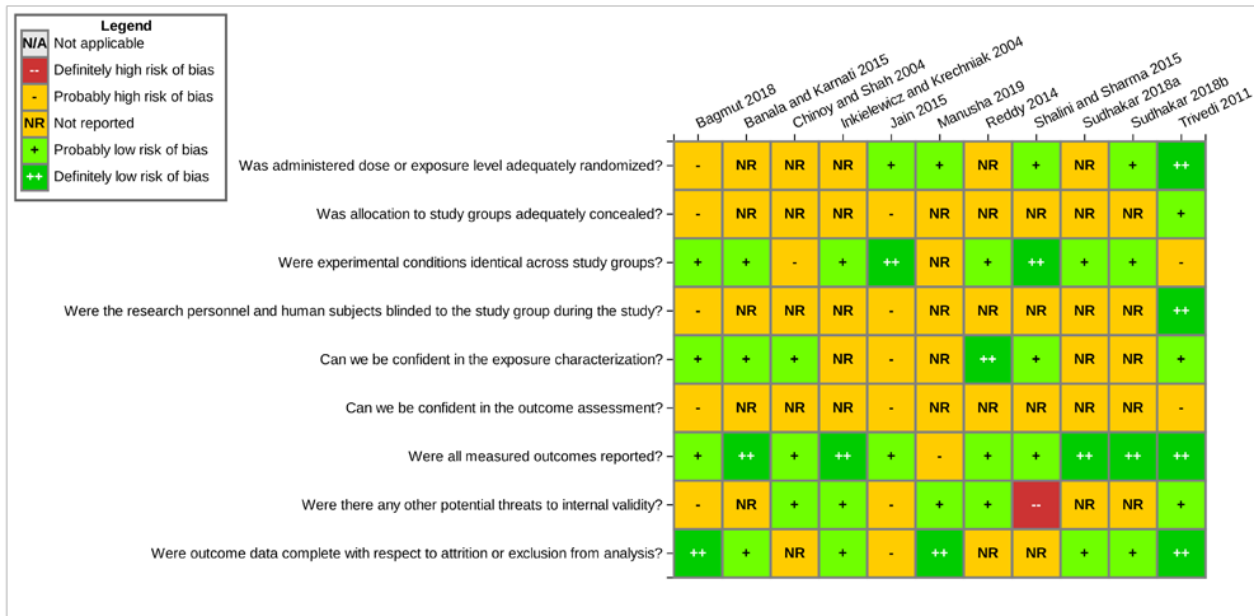 Legend
N/A Not applicable
-- Definitely high risk of bias
- Probably high risk of bias
NR Not reported
+ Probably low risk of bias
++ Definitely low risk of bias
Bagmut 2018
Banala and Karnati 2015
Chinoy and Shah 2004
Inkielewicz and Krechniak 2004
Jain 2015
Manusha 2019
Reddy 2014
Shalini and Sharma 2015
Sudhakar 2018a
Sudhakar 2018b
Trivedi 2011
Was administered dose or exposure level adequately randomized? - NR NR NR + + NR + NR + ++
Was allocation to study groups adequately concealed? - NR NR NR - NR NR NR NR NR +
Were experimental conditions identical across study groups? + + - + ++ NR + ++ + + -
Were the research personnel and human subjects blinded to the study group during the study? - NR NR NR - NR NR NR NR NR ++
Can we be confident in the exposure characterization? + + + NR - NR ++ + NR NR +
Can we be confident in the outcome assessment? - NR NR NR - NR NR NR NR NR -
Were all measured outcomes reported? + ++ + ++ + - + + ++ ++ ++
Were there any other potential threats to internal validity? - NR + + - + + -- NR NR +
Were outcome data complete with respect to attrition or exclusion from analysis? ++ + NR + - ++ NR NR + + ++